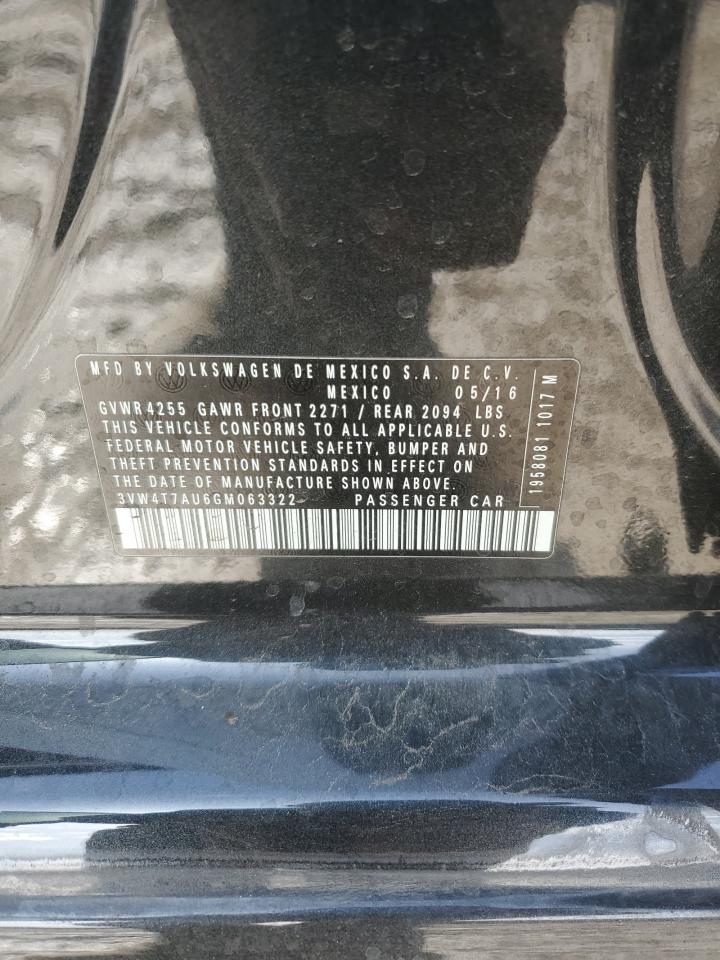 MFD BY VOLKSWAGEN DE MEXICO S.A. DE C.V.
MEXICO 05/16
GVWR4255 GAWR FRONT 2271 / REAR 2094 LBS
THIS VEHICLE CONFORMS TO ALL APPLICABLE U.S.
FEDERAL MOTOR VEHICLE SAFETY, BUMPER AND
THEFT PREVENTION STANDARDS IN EFFECT ON
THE DATE OF MANUFACTURE SHOWN ABOVE.
3VW4T7AU6GM063322 PASSENGER CAR
1958081 1017 M